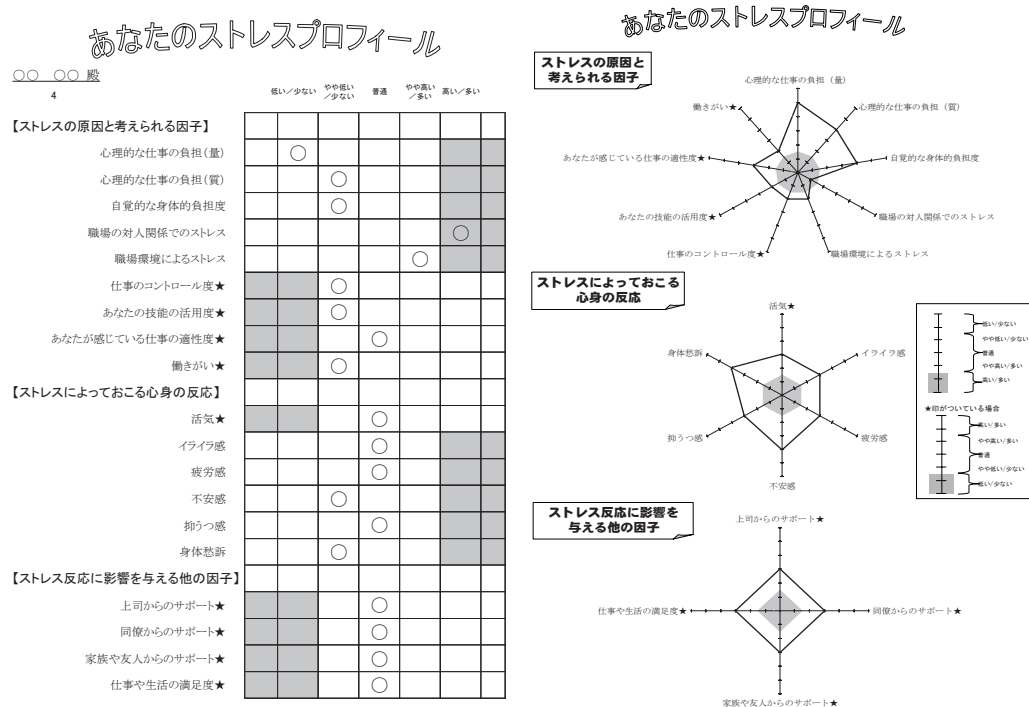 あなたのストレスプロフィール
○○　○○ 殿
4
低い／少ない
やや低い
／少ない
普通
やや高い
／多い
高い／多い
【ストレスの原因と考えられる因子】
心理的な仕事の負担（量）
心理的な仕事の負担（質）
自覚的な身体的負担度
職場の対人関係でのストレス
職場環境によるストレス
仕事のコントロール度★
あなたの技能の活用度★
あなたが感じている仕事の適性度★
働きがい★
【ストレスによっておこる心身の反応】
活気★
イライラ感
疲労感
不安感
抑うつ感
身体愁訴
【ストレス反応に影響を与える他の因子】
上司からのサポート★
同僚からのサポート★
家族や友人からのサポート★
仕事や生活の満足度★
あなたのストレスプロフィール
ストレスの原因と
考えられる因子
心理的な仕事の負担（量）
心理的な仕事の負担（質）
自覚的な身体的負担度
職場の対人関係でのストレス
職場環境によるストレス
仕事のコントロール度★
あなたの技能の活用度★
あなたが感じている仕事の適性度★
働きがい★
ストレスによっておこる
心身の反応
活気★
イライラ感
疲労感
不安感
抑うつ感
身体愁訴
低い/少ない
やや低い/少ない
普通
やや高い/多い
高い/多い
★印がついている場合
高い/多い
やや高い/多い
普通
やや低い/少ない
低い/少ない
ストレス反応に影響を
与える他の因子
上司からのサポート★
同僚からのサポート★
家族や友人からのサポート★
仕事や生活の満足度★